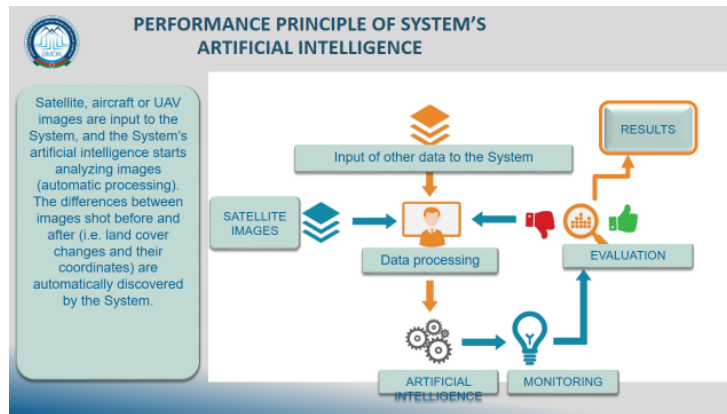 PERFORMANCE PRINCIPLE OF SYSTEM'S
ARTIFICIAL INTELLIGENCE
Satellite, aircraft or UAV
images are input to the
System, and the System's
artificial intelligence starts
analyzing images
(automatic processing).
The differences between
images shot before and
after (i.e. land cover
changes and their
coordinates) are
automatically discovered
by the System.
RESULTS
Input of other data to the System
SATELLITE
IMAGES
Data processing
EVALUATION
ARTIFICIAL
INTELLIGENCE
MONITORING